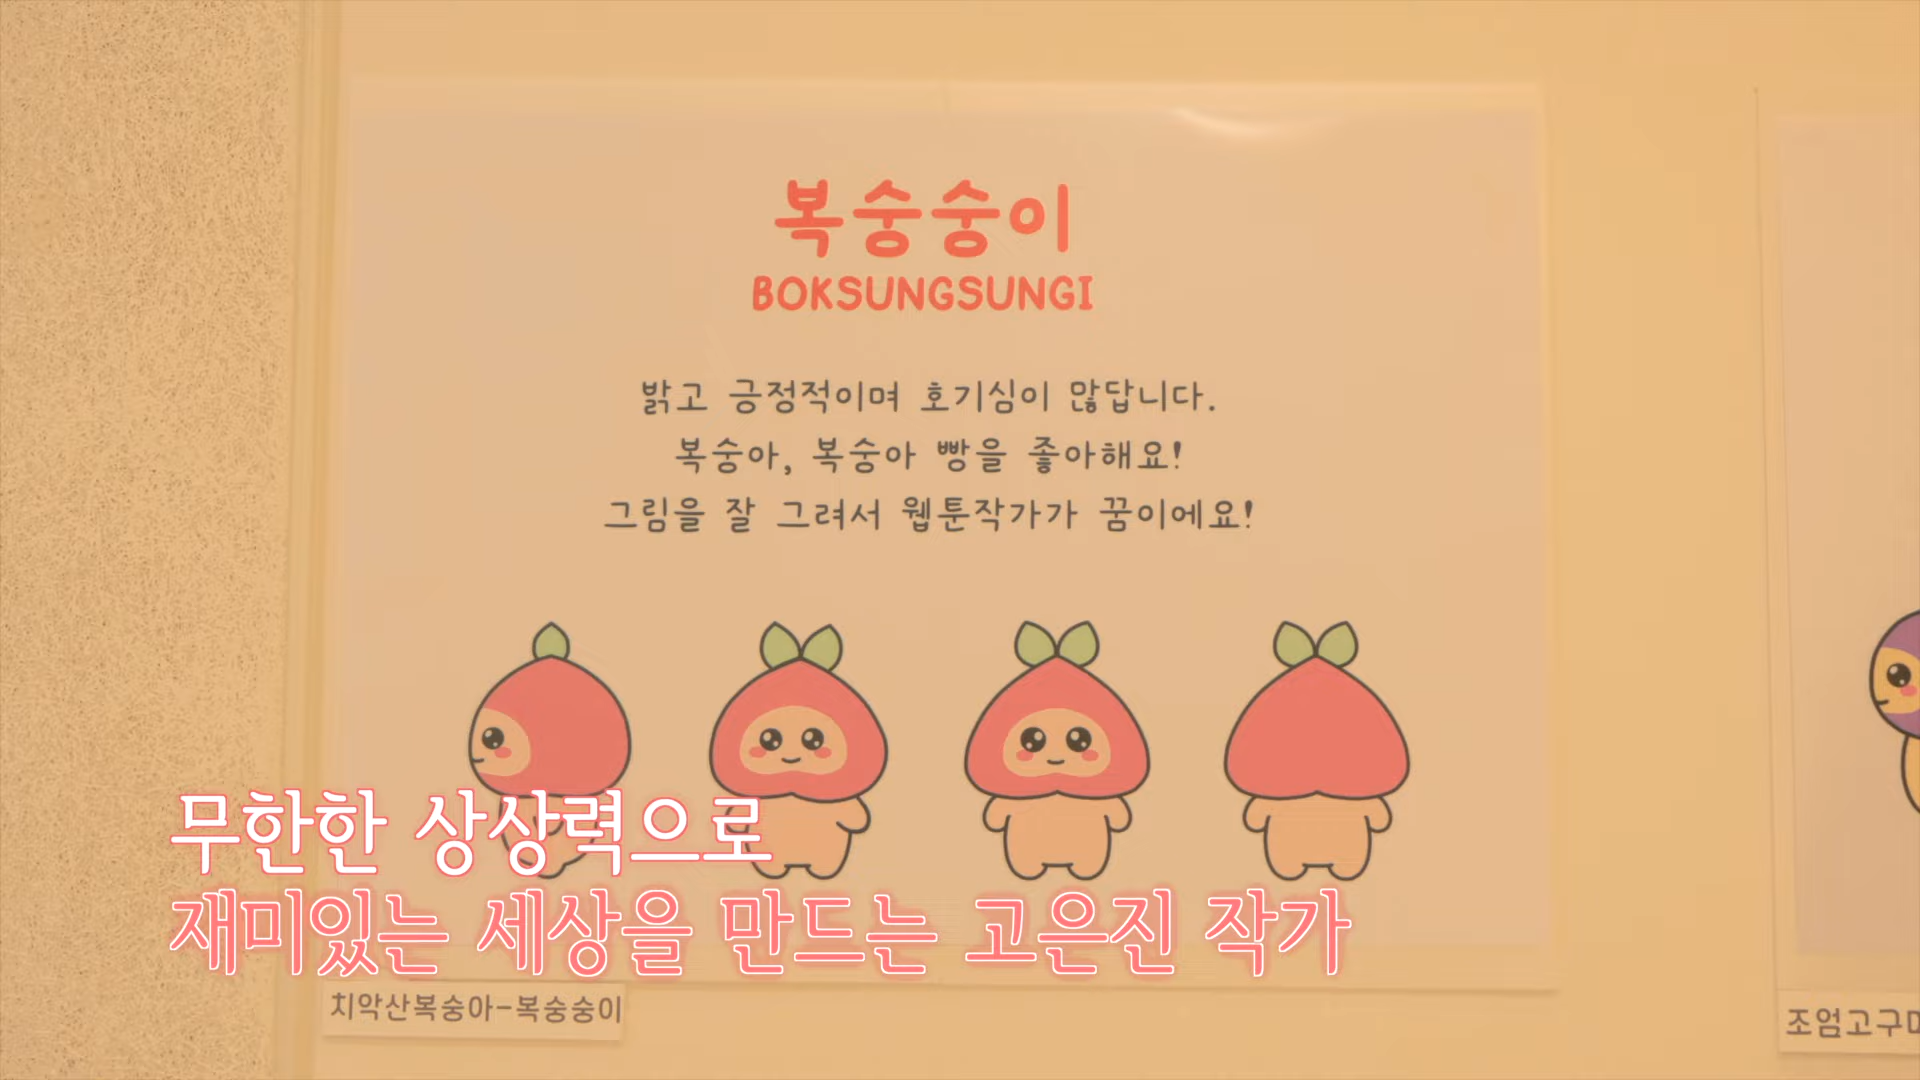 복숭숭이
BOKSUNGSUNGI
밝고 긍정적이며 호기심이 많답니다.
복숭아, 복숭아 빵을 좋아해요!
그림을 잘 그려서 웹툰작가가 꿈이에요!
무한한 상상력으로
재미있는 세상을 만드는 고은진 작가
치악산복숭아-복숭숭이
조엄고구마